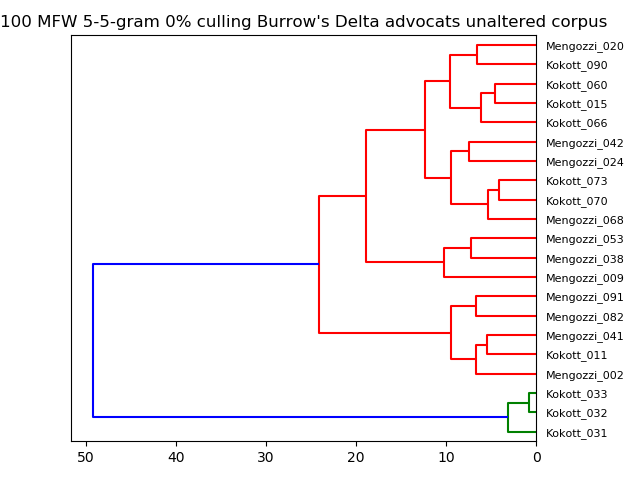 100 MFW 5-5-gram 0% culling Burrow's Delta advocats unaltered corpus
Mengozzi_020
Kokott_090
Kokott_060
Kokott_015
Kokott_066
Mengozzi_042
Mengozzi_024
Kokott_073
Kokott_070
Mengozzi_068
Mengozzi_053
Mengozzi_038
Mengozzi_009
Mengozzi_091
Mengozzi_082
Mengozzi_041
Kokott_011
Mengozzi_002
Kokott_033
Kokott_032
Kokott_031
50 40 30 20 10 0